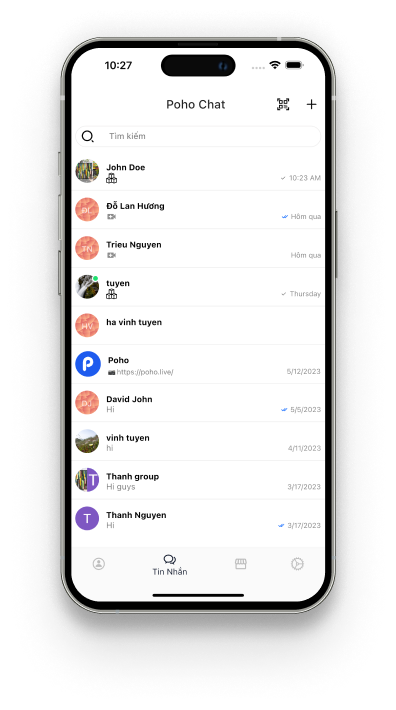 10:27
Poho Chat
Tìm kiếm
John Doe
10:23 AM
ĐL
Đỗ Lan Hương
Hôm qua
TN
Trieu Nguyen
Hôm qua
tuyen
Thursday
HV
ha vinh tuyen
Poho
https://poho.live/
5/12/2023
DJ
David John
Hi
5/5/2023
vinh tuyen
hi
4/11/2023
T
Thanh group
Hi guys
3/17/2023
T
Thanh Nguyen
Hi
3/17/2023
Tin Nhắn